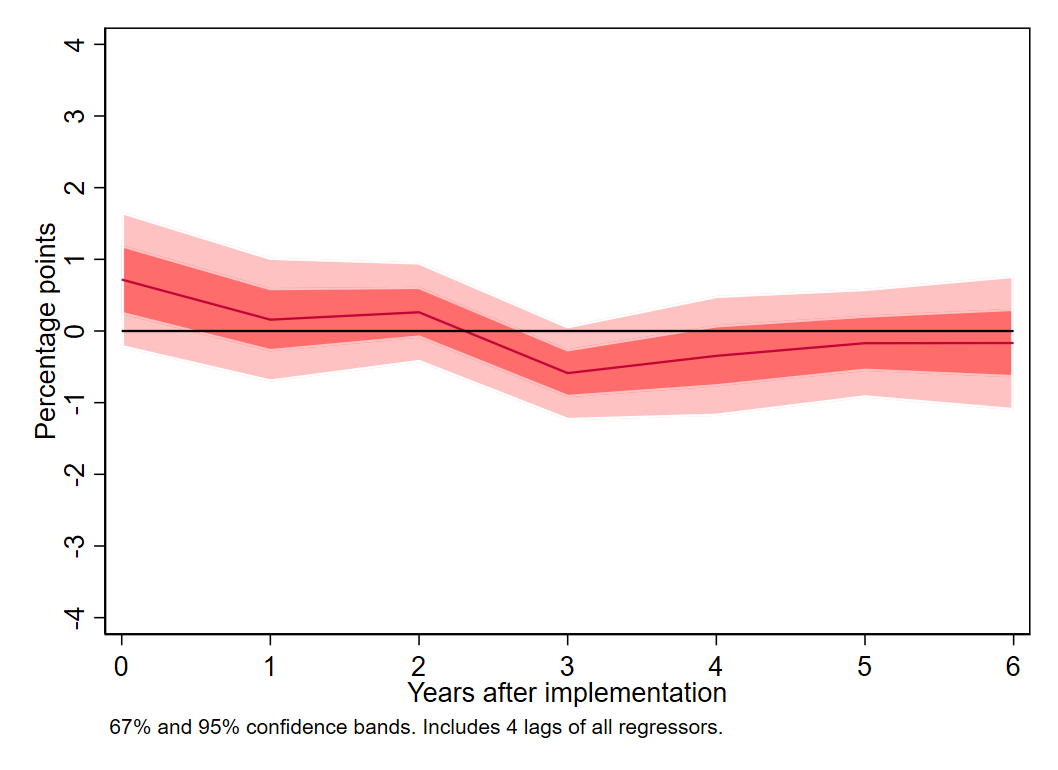 4
3
2
1
0
-1
-2
-3
-4
Percentage points
0 1 2 3 4 5 6
Years after implementation
67% and 95% confidence bands. Includes 4 lags of all regressors.